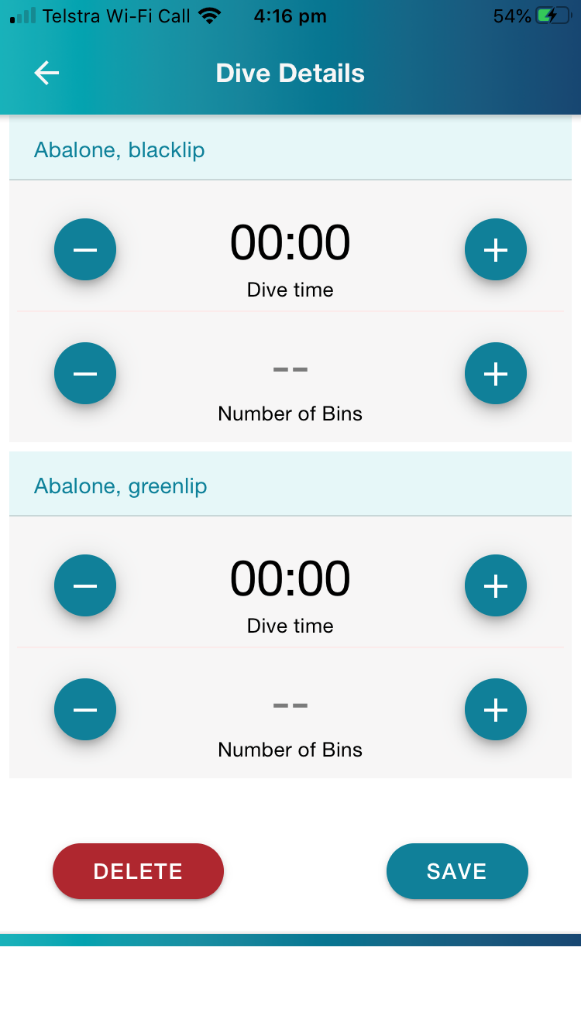 Telstra Wi-Fi Call 4:16 pm 54%
Dive Details
Abalone, blacklip
00:00
Dive time
--
Number of Bins
Abalone, greenlip
00:00
Dive time
--
Number of Bins
DELETE SAVE